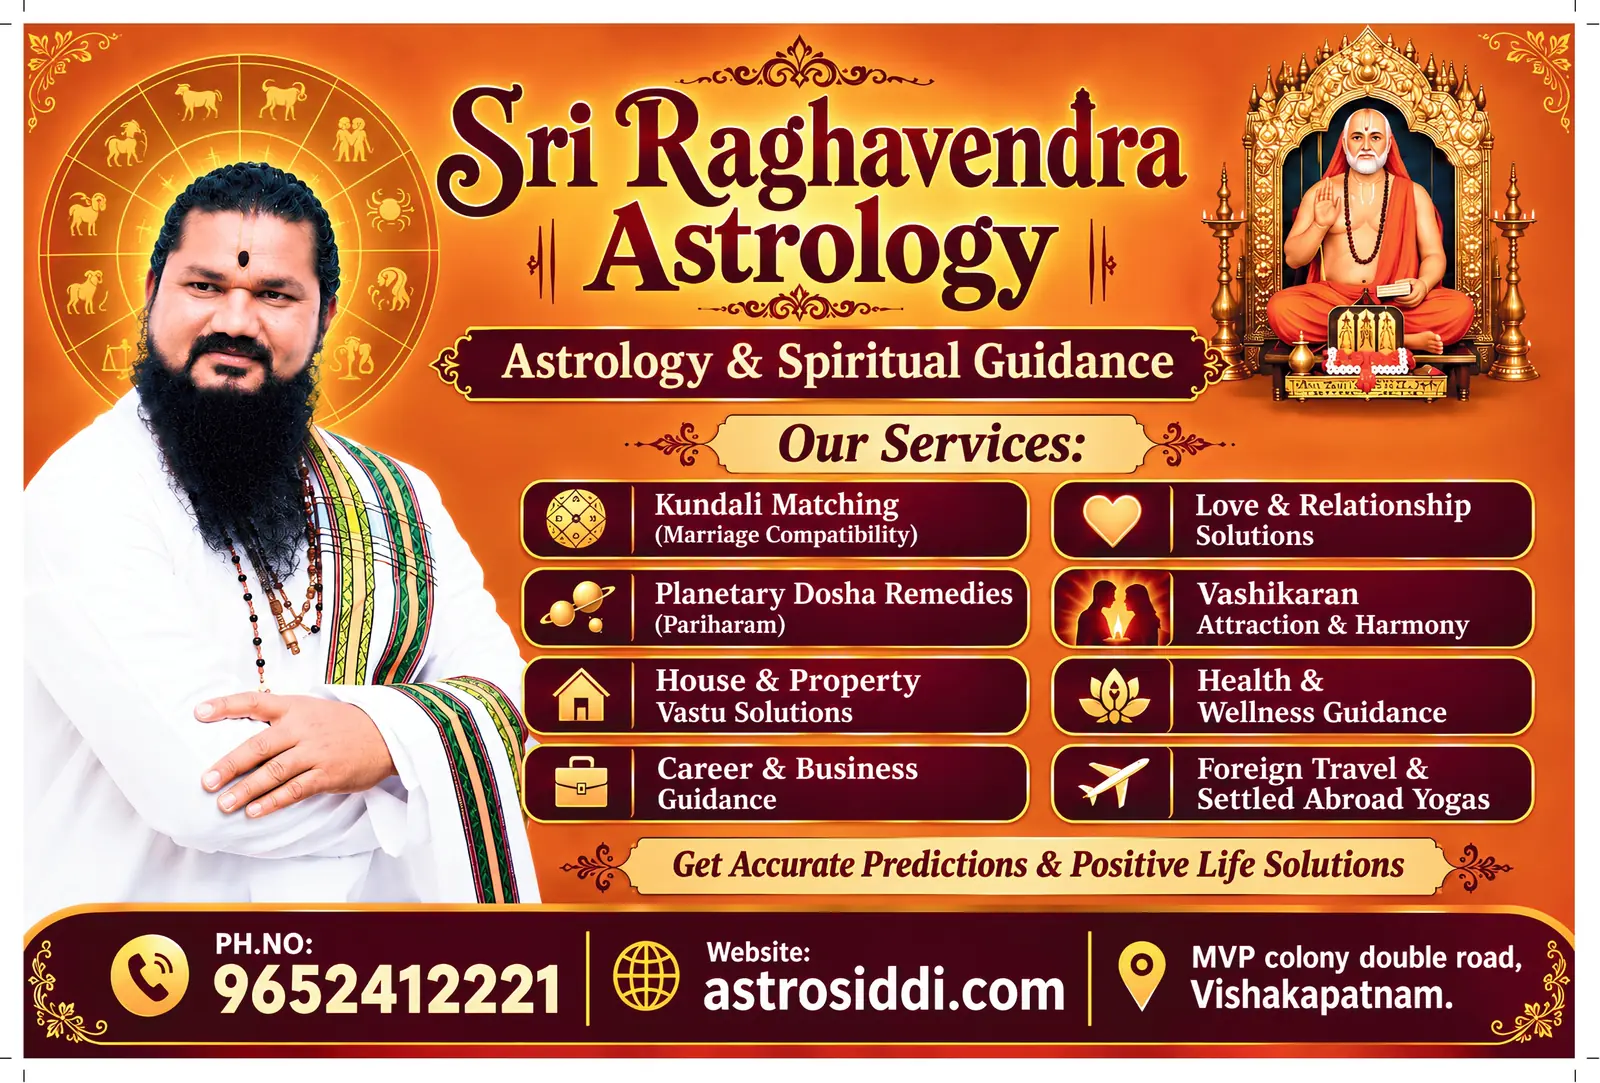 Sri Raghavendra
Astrology
Astrology & Spiritual Guidance
Our Services:
Kundali Matching
(Marriage Compatibility)
Love & Relationship
Solutions
Planetary Dosha Remedies
(Pariharam)
Vashikaran
Attraction & Harmony
House & Property
Vastu Solutions
Health &
Wellness Guidance
Career & Business
Guidance
Foreign Travel &
Settled Abroad Yogas
Get Accurate Predictions & Positive Life Solutions
PH.NO:
9652412221
Website:
astrosiddi.com
MVP colony double road,
Vishakapatnam.